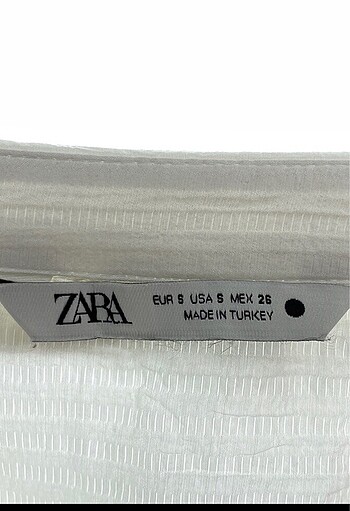 ZARA
EUR S USA S MEX 26
MADE IN TURKEY